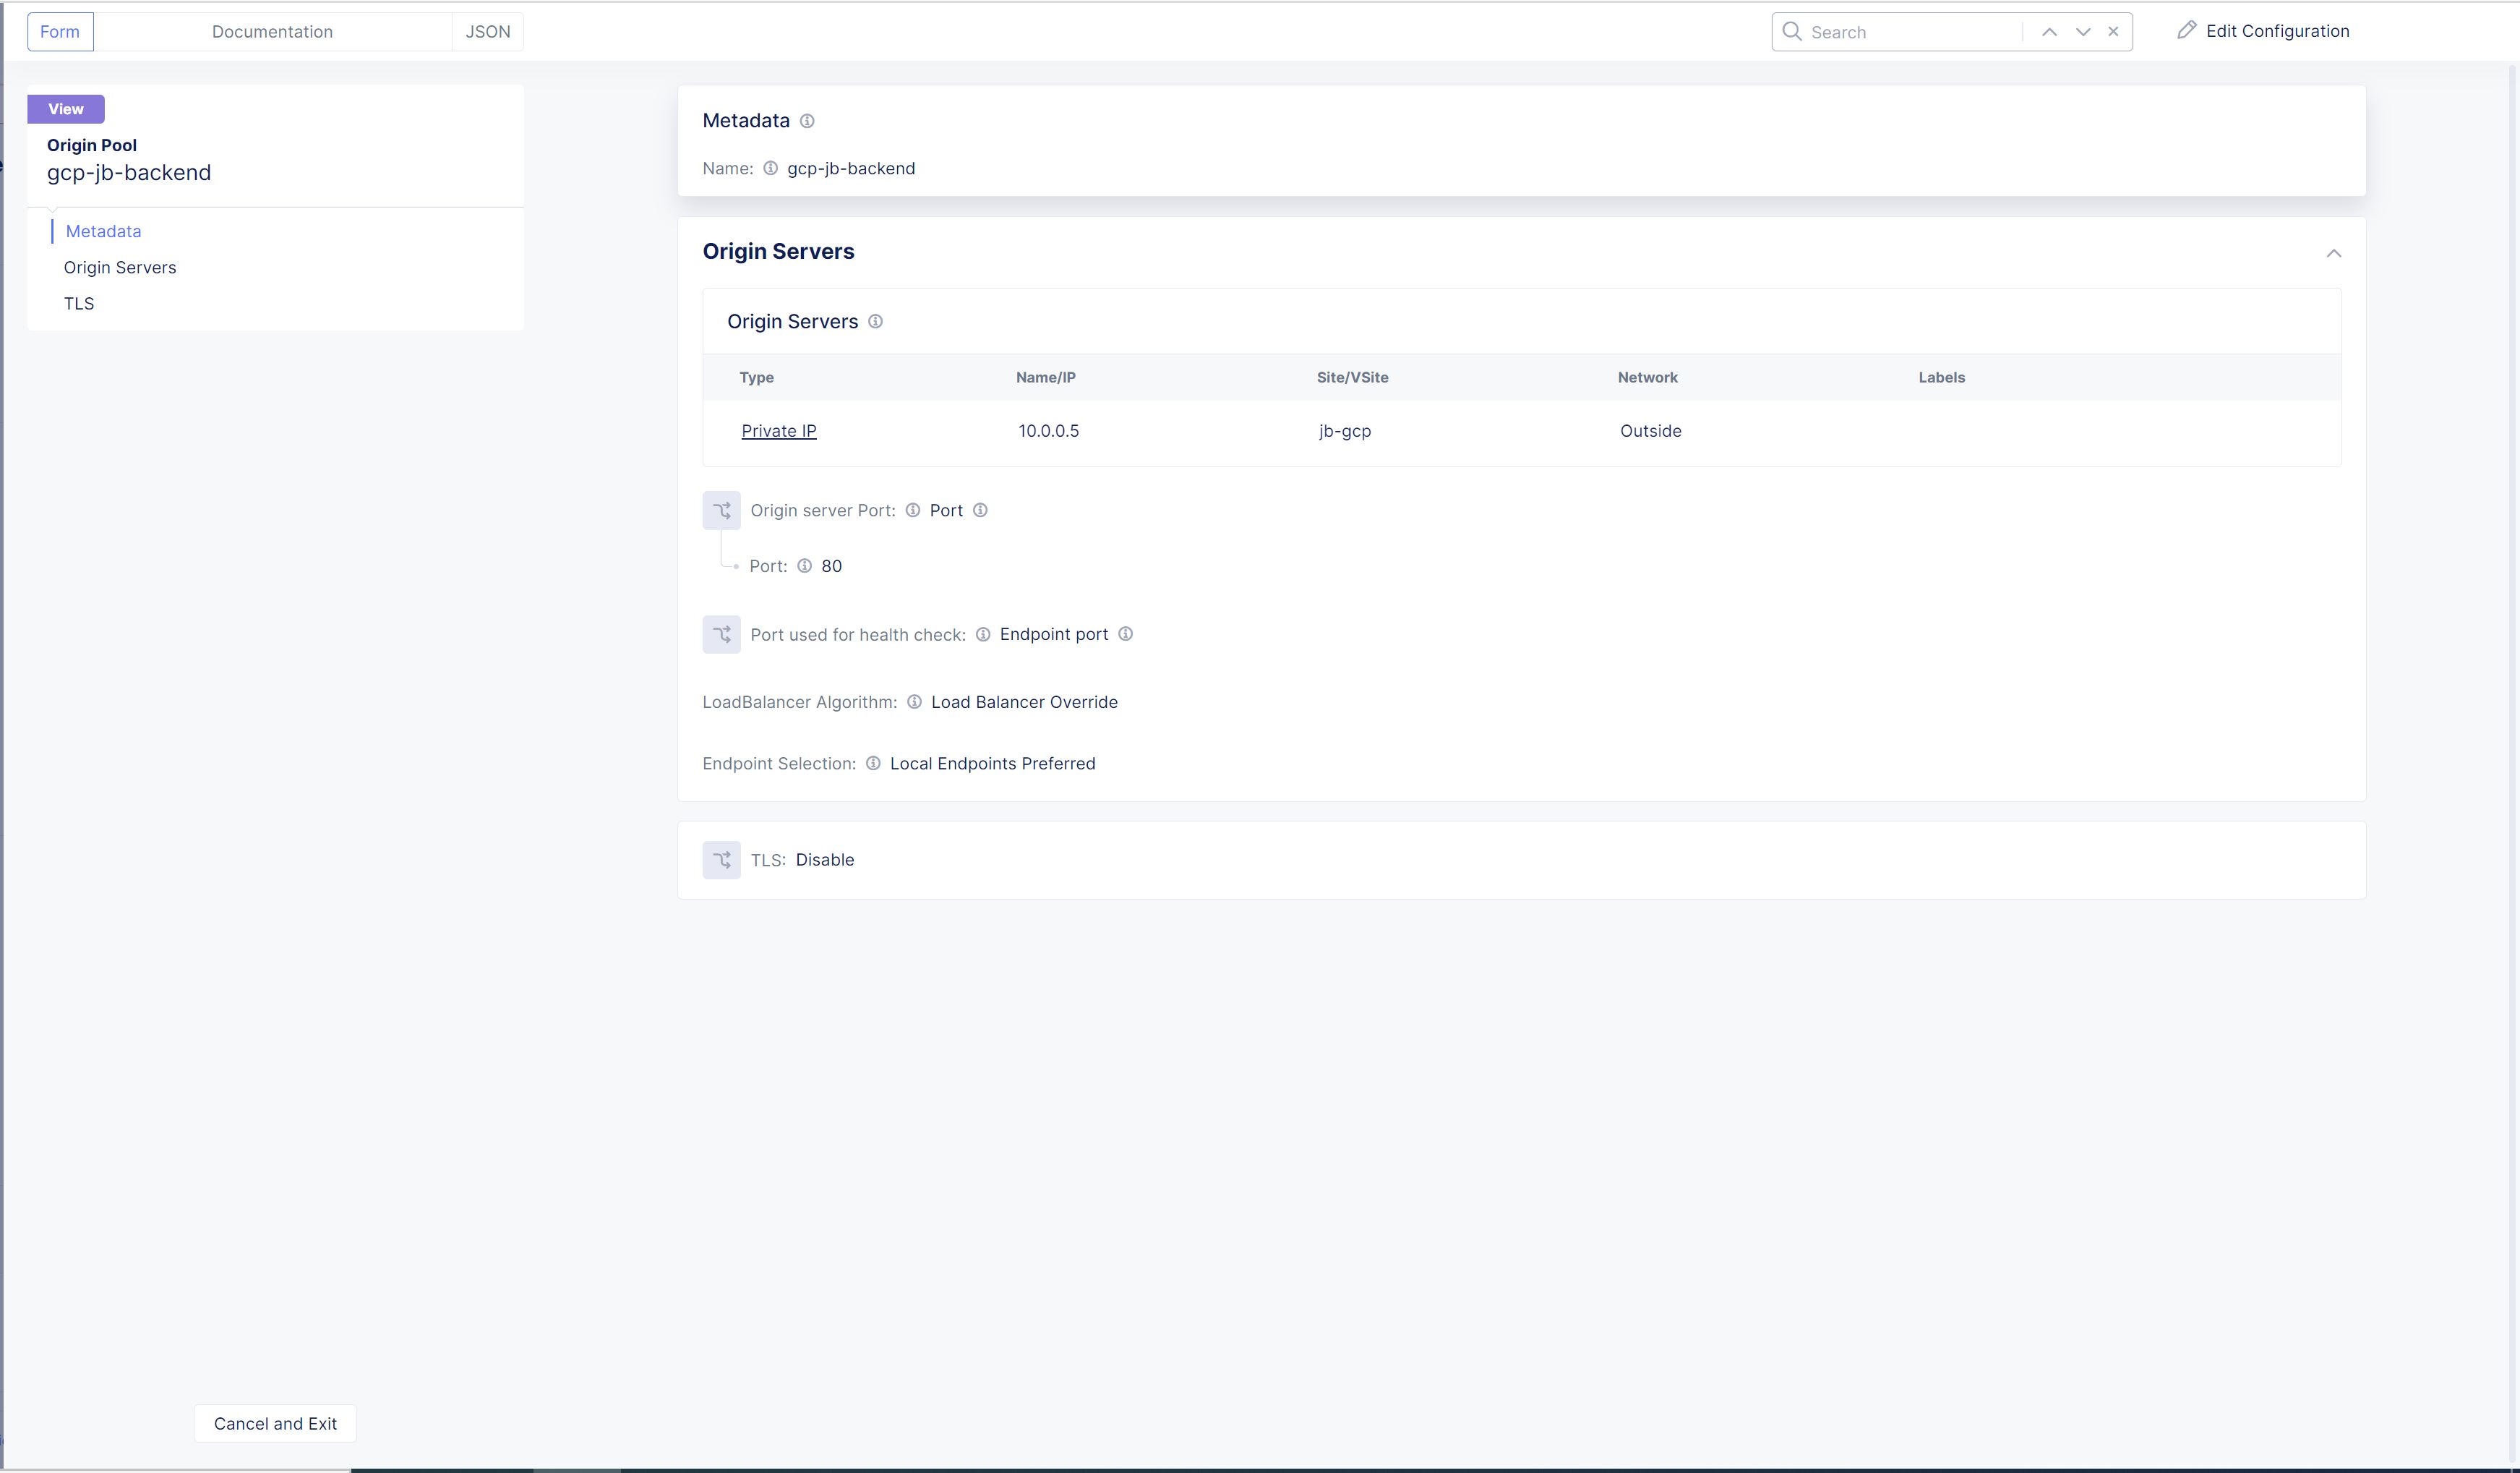 Form
Documentation
JSON
Search
Edit Configuration
View
Origin Pool
gcp-jb-backend
Metadata
Origin Servers
TLS
Metadata
Name: gcp-jb-backend
Origin Servers
Origin Servers
Type Name/IP Site/VSite Network Labels
Private IP 10.0.0.5 jb-gcp Outside
Origin server Port: Port
Port: 80
Port used for health check: Endpoint port
LoadBalancer Algorithm: Load Balancer Override
Endpoint Selection: Local Endpoints Preferred
TLS: Disable
Cancel and Exit